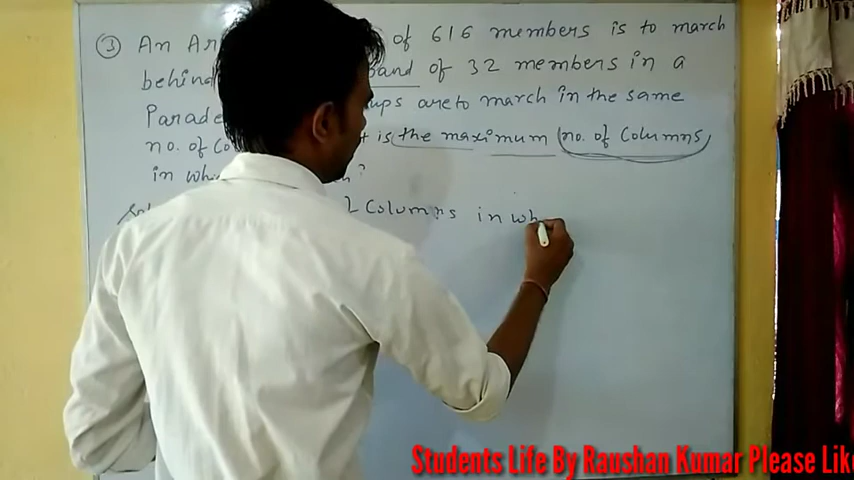 ③ An Ar of 616 members is to march
behind band of 32 members in a
Parade ups are to march in the same
no. of Co t is the maximum no. of Columns
in wh ?
Columns in wh
Students Life By Raushan Kumar Please Like